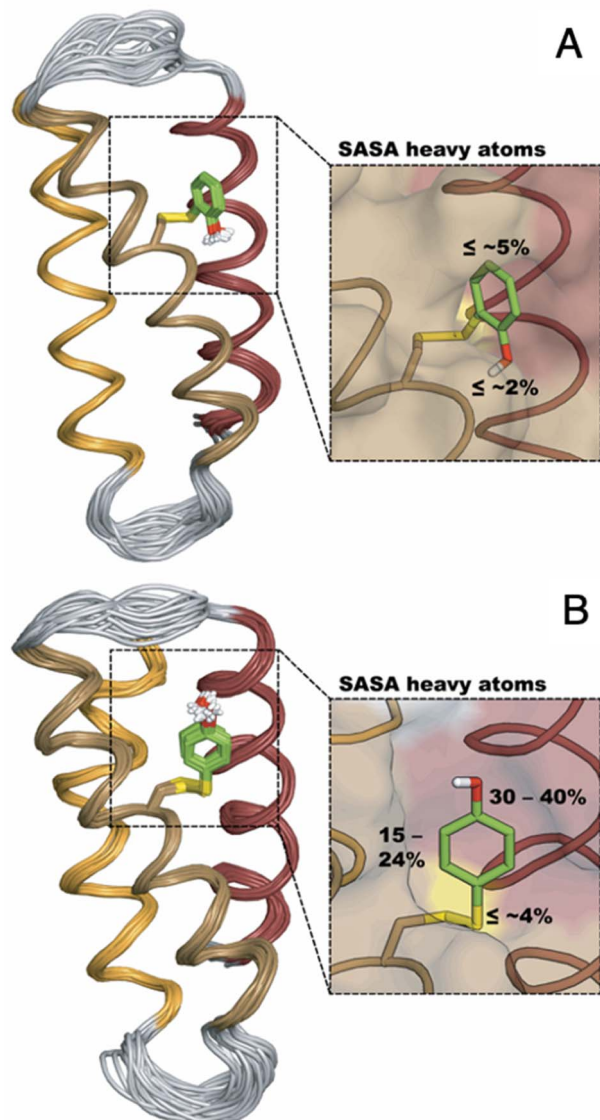 A
SASA heavy atoms
≤ ~5%
≤ ~2%
B
SASA heavy atoms
30 – 40%
15 –
24%
≤ ~4%